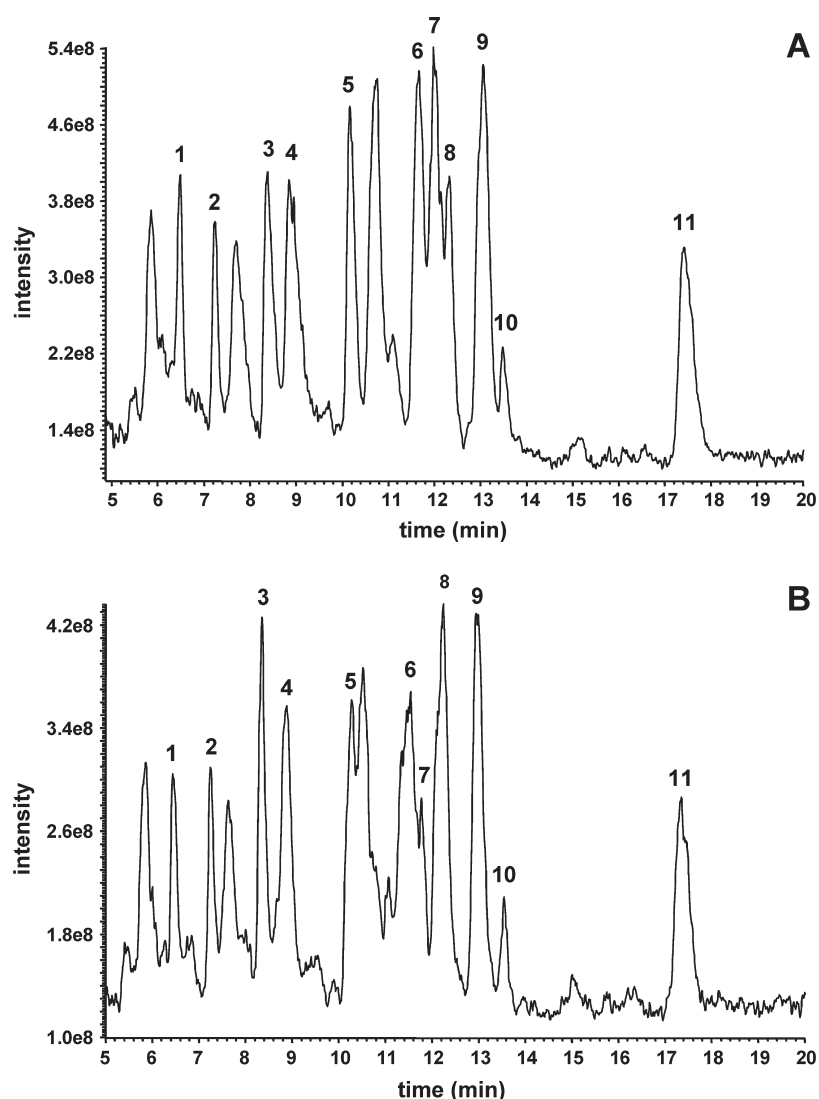 A
7
9
5.4e8
6
5
8
4.6e8
3 4
1
2
3.8e8
11
intensity
3.0e8
10
2.2e8
1.4e8
5 6 7 8 9 10 11 12 13 14 15 16 17 18 19 20
time (min)
B
8
3
9
4.2e8
6
5
4
3.4e8
2
1
7
11
intensity
2.6e8
10
1.8e8
1.0e8
5 6 7 8 9 10 11 12 13 14 15 16 17 18 19 20
time (min)